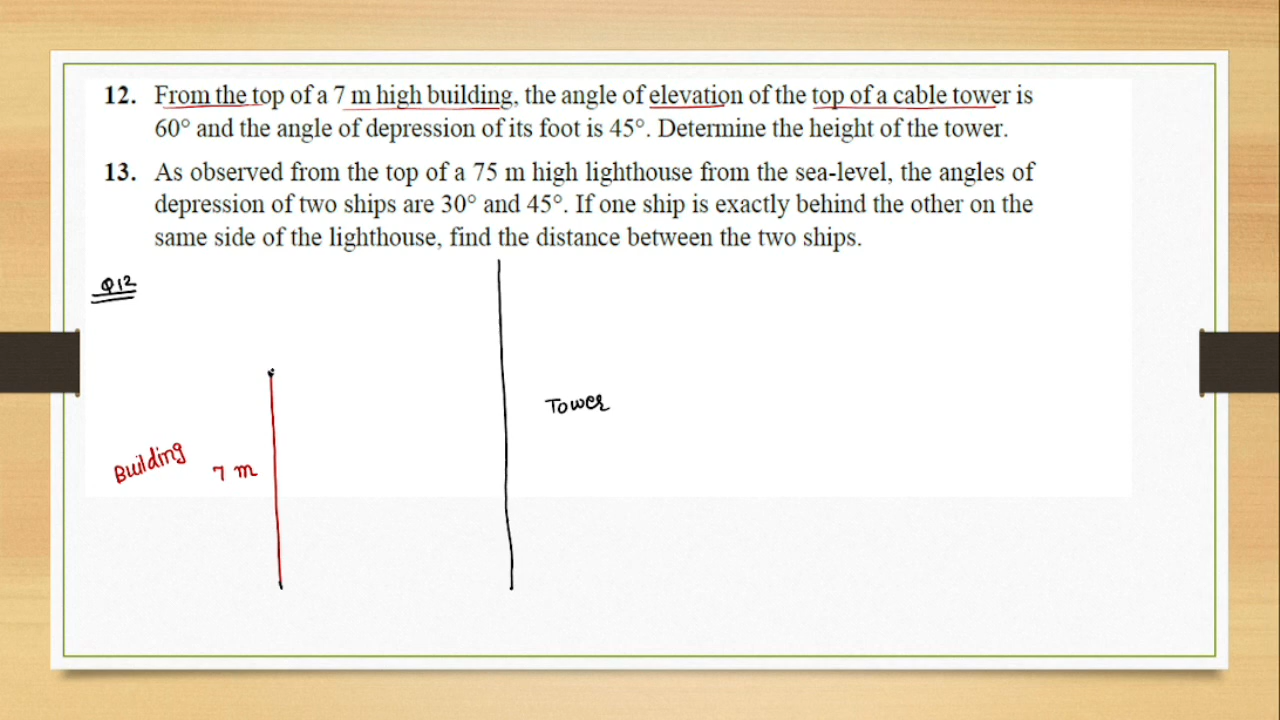 12. From the top of a 7 m high building, the angle of elevation of the top of a cable tower is
60° and the angle of depression of its foot is 45°. Determine the height of the tower.
13. As observed from the top of a 75 m high lighthouse from the sea-level, the angles of
depression of two ships are 30° and 45°. If one ship is exactly behind the other on the
same side of the lighthouse, find the distance between the two ships.
Q12
Tower
Building 7 m